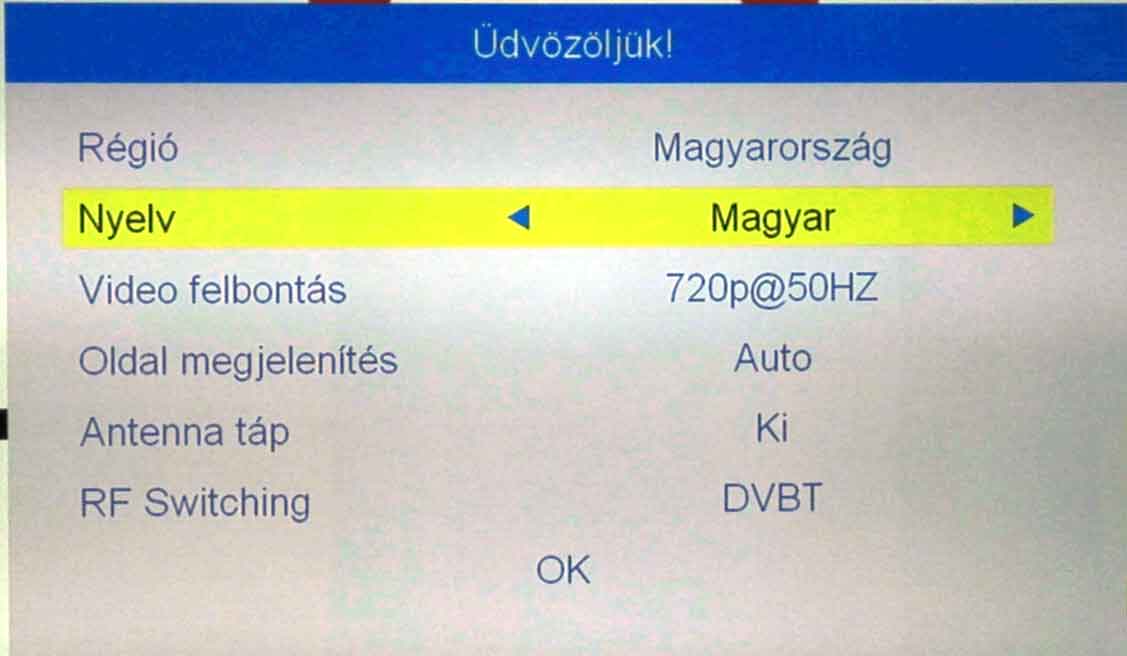 Üdvözöljük!
Régió Magyarország
Nyelv Magyar
Video felbontás 720p@50HZ
Oldal megjelenítés Auto
Antenna táp Ki
RF Switching DVBT
OK